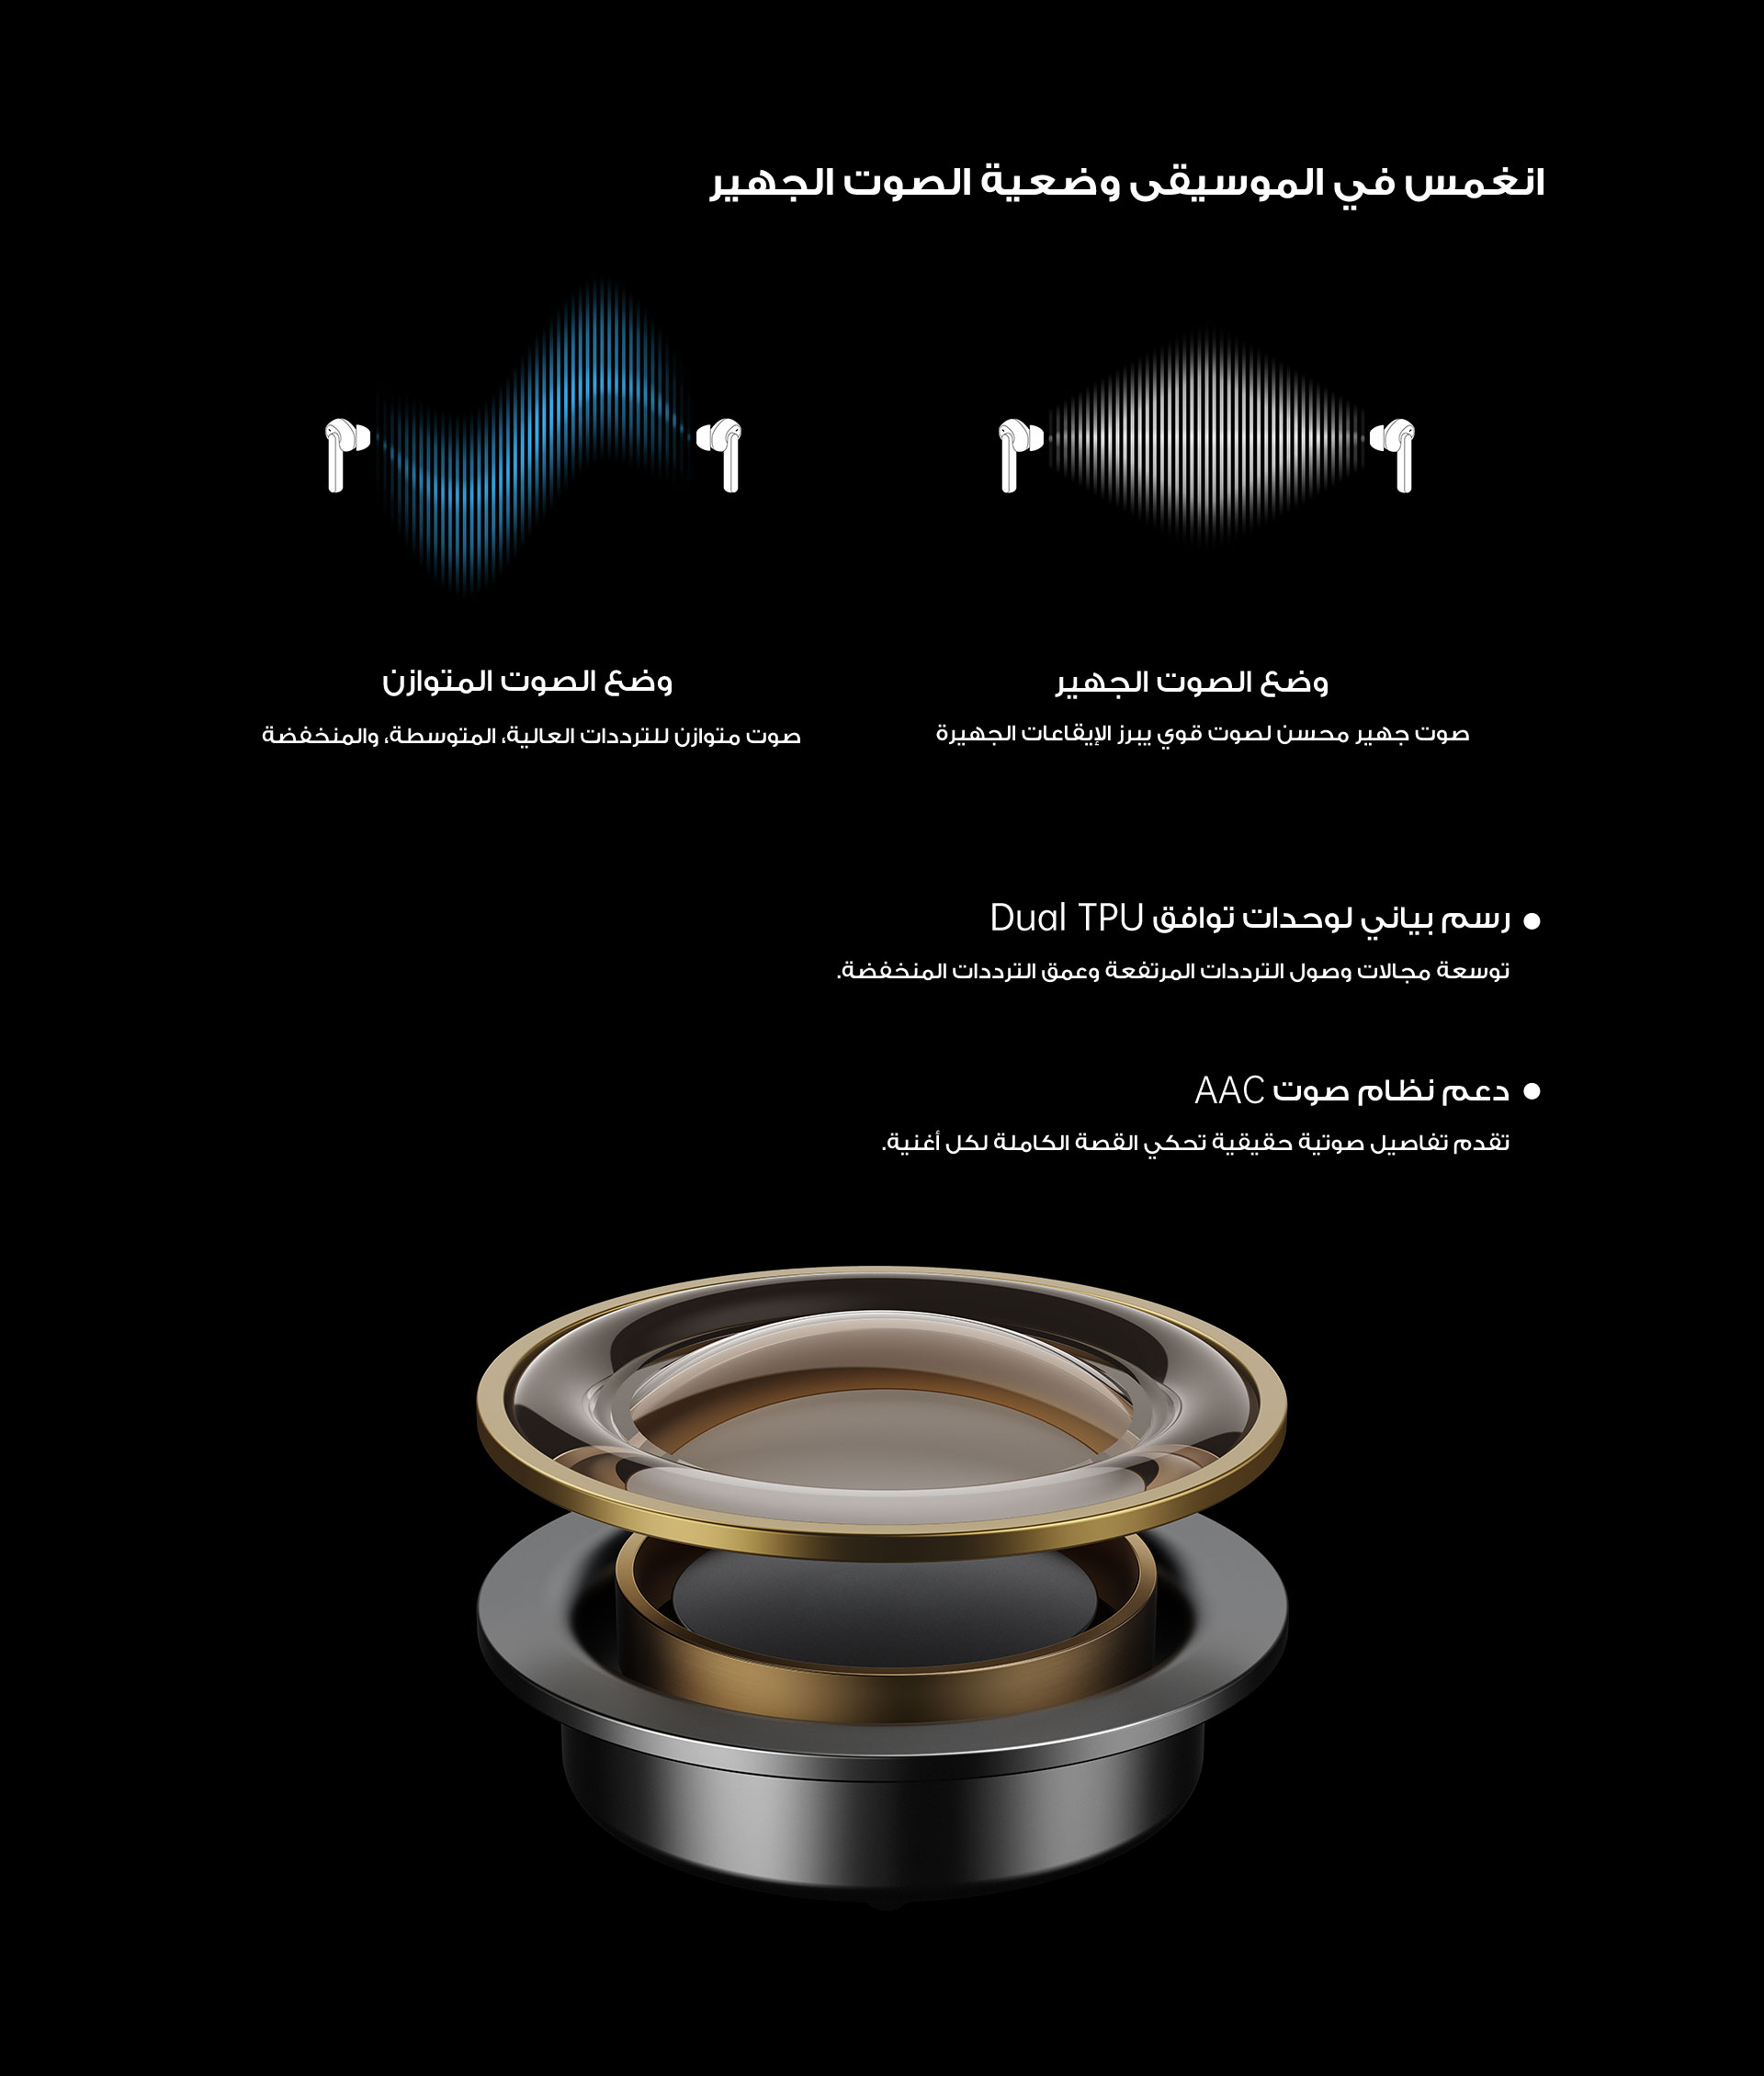 انغمس في الموسيقى وضعية الصوت الجهير
وضع الصوت الجهير
صوت جهير محسن لصوت قوي يبرز الإيقاعات الجهيرة
وضع الصوت المتوازن
صوت متوازن للترددات العالية، المتوسطة، والمنخفضة
● رسم بياني لوحدات توافق Dual TPU
توسعة مجالات وصول الترددات المرتفعة وعمق الترددات المنخفضة.
● دعم نظام صوت AAC
تقدم تفاصيل صوتية حقيقية تحكي القصة الكاملة لكل أغنية.